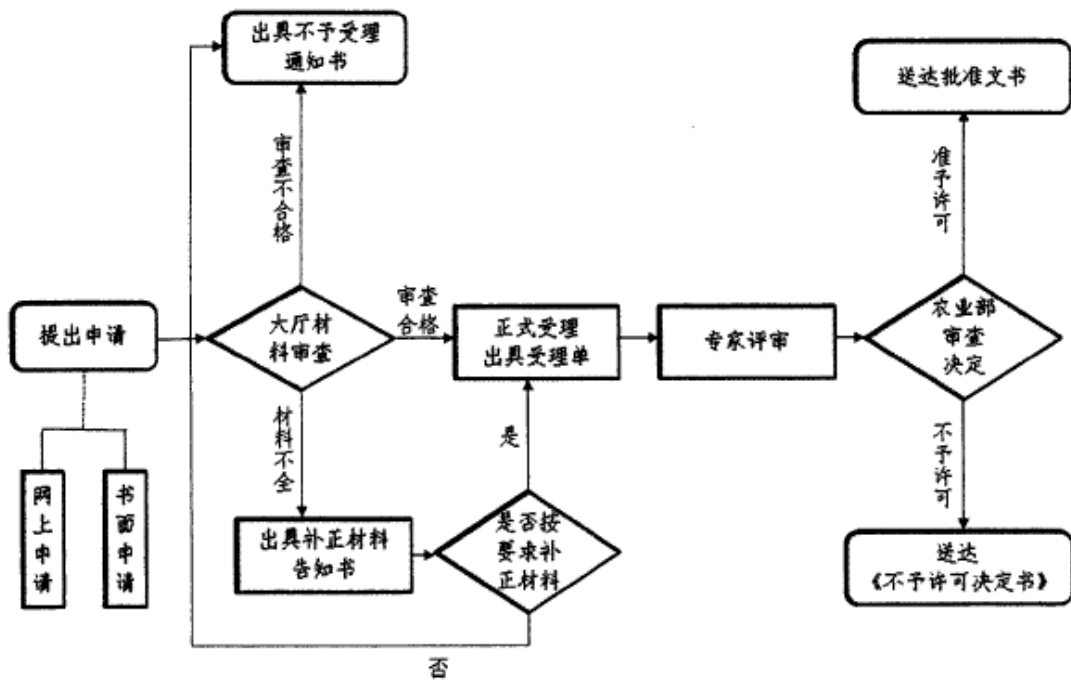 出具不予受理
通知书
送达批准文书
审查不合格
准予许可
提出申请
大厅材
料审查
审查
合格
正式受理
出具受理单
专家评审
农业部
审查
决定
材料不全
是
不予许可
网上申请
书面申请
出具补正材料
告知书
是否按
要求补
正材料
送达
《不予许可决定书》
否